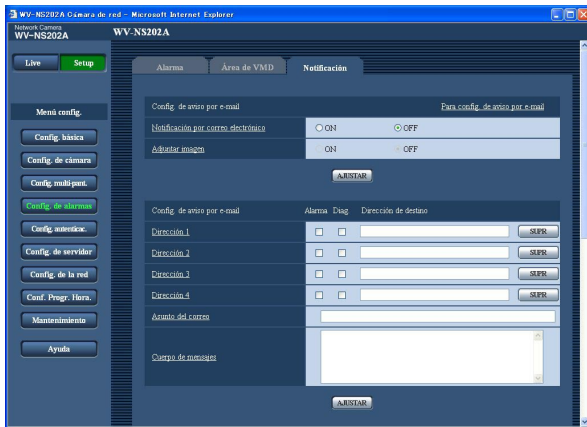 WV-NS202A Cámara de red - Microsoft Internet Explorer
Network Camera
WV-NS202A
WV-NS202A
Live Setup
Alarma Área de VMD Notificación
Menú config.
Config. básica
Config. de cámara
Config. multi-pant.
Config. de alarmas
Config. autenticac.
Config. de servidor
Config. de la red
Conf. Progr. Hora.
Mantenimiento
Ayuda
Config. de aviso por e-mail Para config. de aviso por e-mail
Notificación por correo electrónico ON OFF
Adjuntar imagen ON OFF
AJUSTAR
Config. de aviso por e-mail Alarma Diag Dirección de destino
Dirección 1 SUPR
Dirección 2 SUPR
Dirección 3 SUPR
Dirección 4 SUPR
Asunto del correo
Cuerpo de mensajes
AJUSTAR